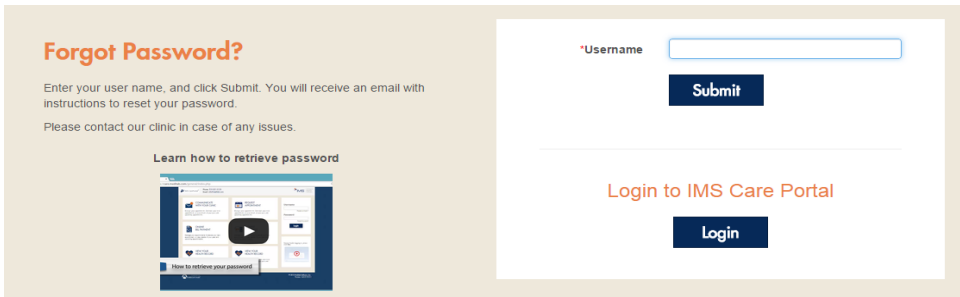 Forgot Password?
Enter your user name, and click Submit. You will receive an email with
instructions to reset your password.
Please contact our clinic in case of any issues.
Learn how to retrieve password
How to retrieve your password
*Username
Submit
Login to IMS Care Portal
Login